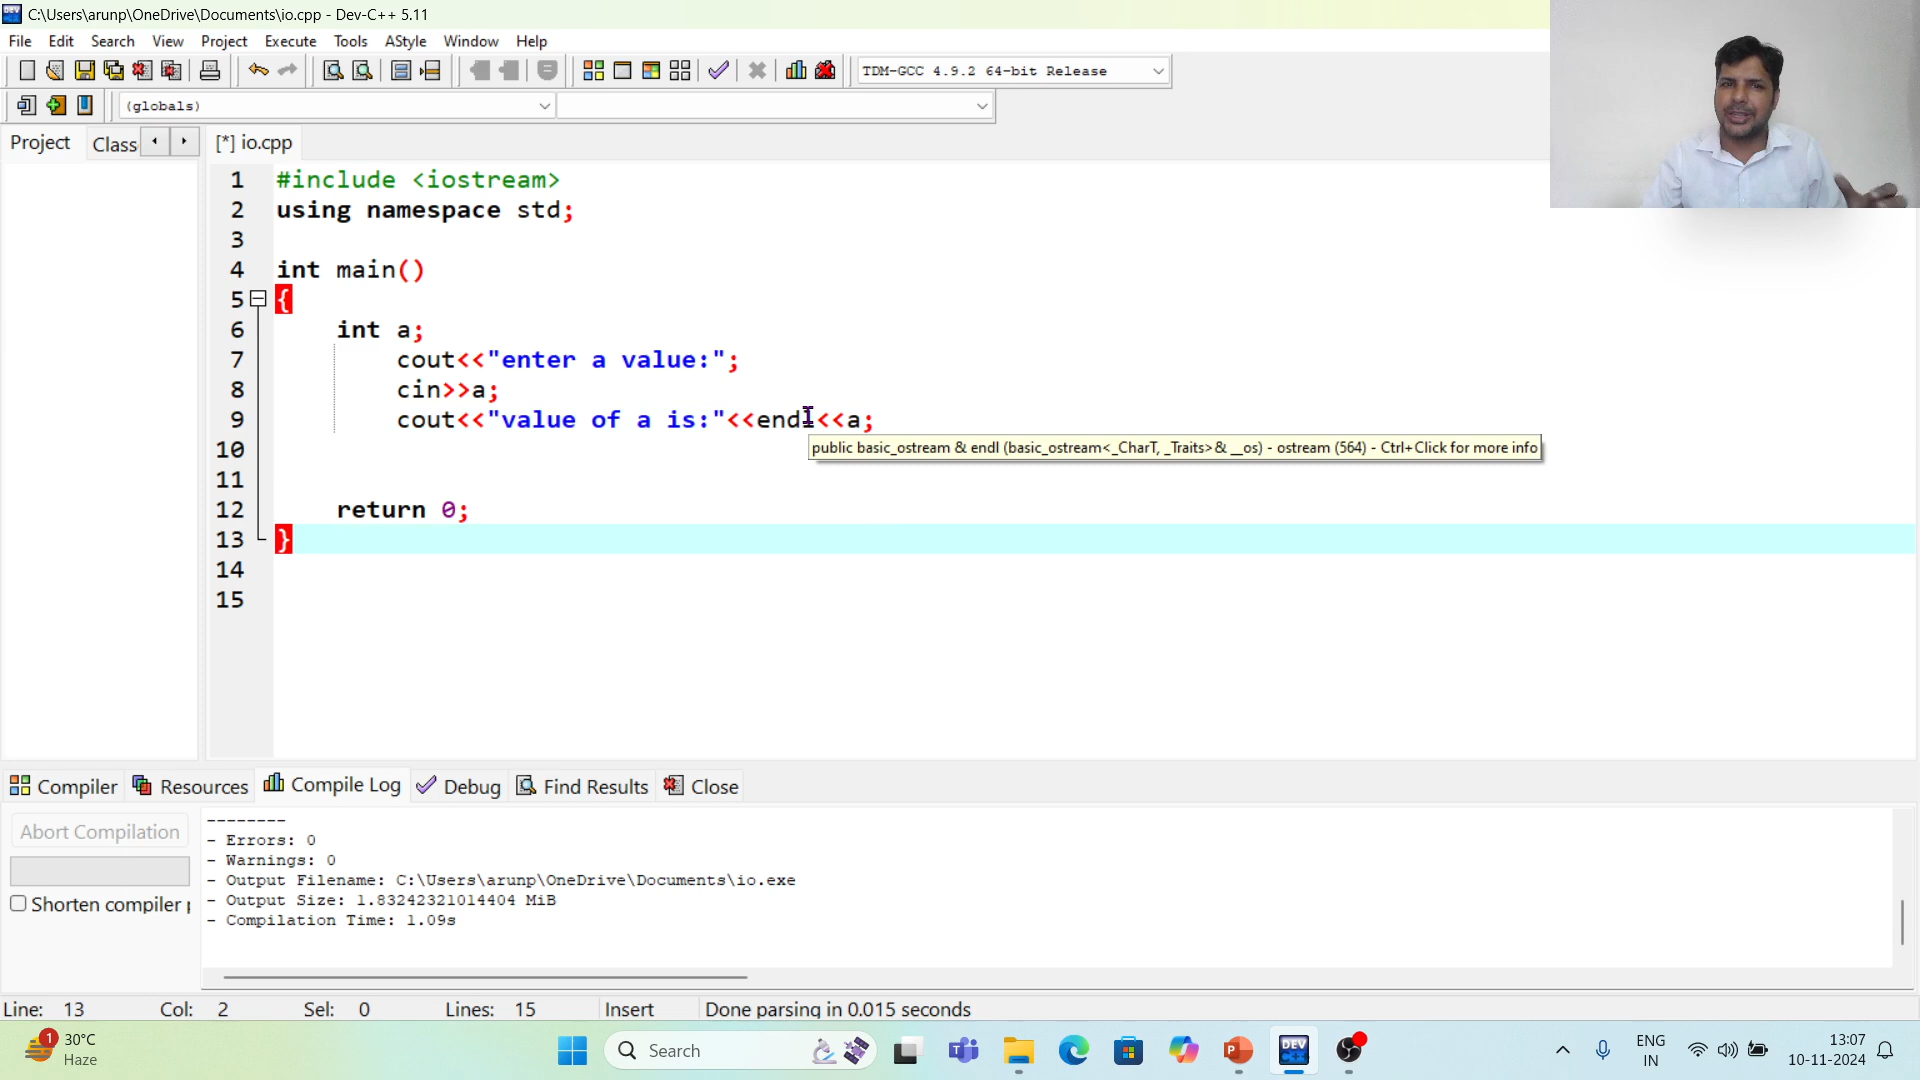 C:\Users\arunp\OneDrive\Documents\io.cpp - Dev-C++ 5.11
File Edit Search View Project Execute Tools AStyle Window Help
TDM-GCC 4.9.2 64-bit Release
(globals)
Project Class [*] io.cpp
1 #include <iostream>
2 using namespace std;
3
4 int main()
5 {
6 int a;
7 cout<<"enter a value:";
8 cin>>a;
9 cout<<"value of a is:"<<endl<<a;
public basic_ostream & endl (basic_ostream<_CharT, _Traits>& __os) - ostream (564) - Ctrl+Click for more info
10
11
12 return 0;
13 }
14
15
Compiler Resources Compile Log Debug Find Results Close
Abort Compilation
Shorten compiler p
--------
- Errors: 0
- Warnings: 0
- Output Filename: C:\Users\arunp\OneDrive\Documents\io.exe
- Output Size: 1.83242321014404 MiB
- Compilation Time: 1.09s
Line: 13 Col: 2 Sel: 0 Lines: 15 Insert Done parsing in 0.015 seconds
1
30°C
Haze
Search
DEV
C++
ENG
IN
13:07
10-11-2024